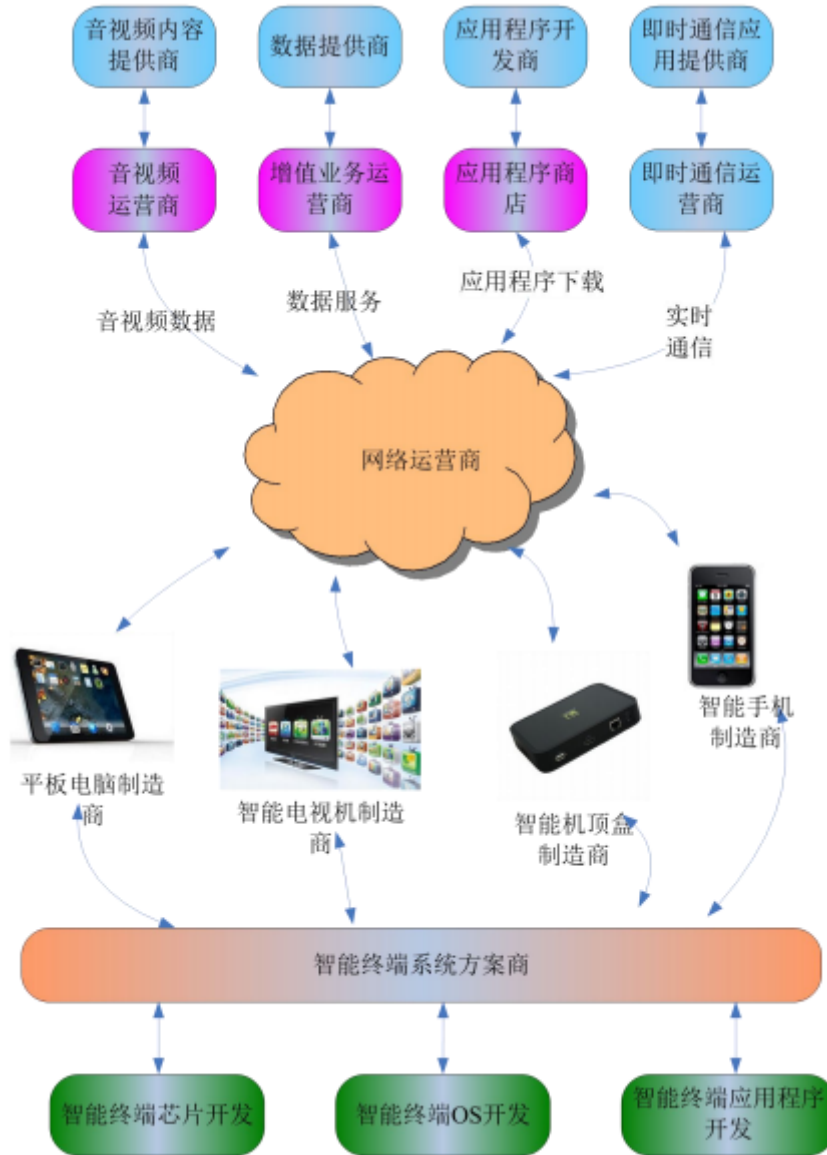 音视频内容
提供商
数据提供商
应用程序开
发商
即时通信应
用提供商
音视频
运营商
增值业务运
营商
应用程序商
店
即时通信运
营商
音视频数据
数据服务
应用程序下载
实时
通信
网络运营商
平板电脑制造
商
智能电视机制造
商
智能机顶盒
制造商
智能手机
制造商
智能终端系统方案商
智能终端芯片开发
智能终端OS开发
智能终端应用程序
开发